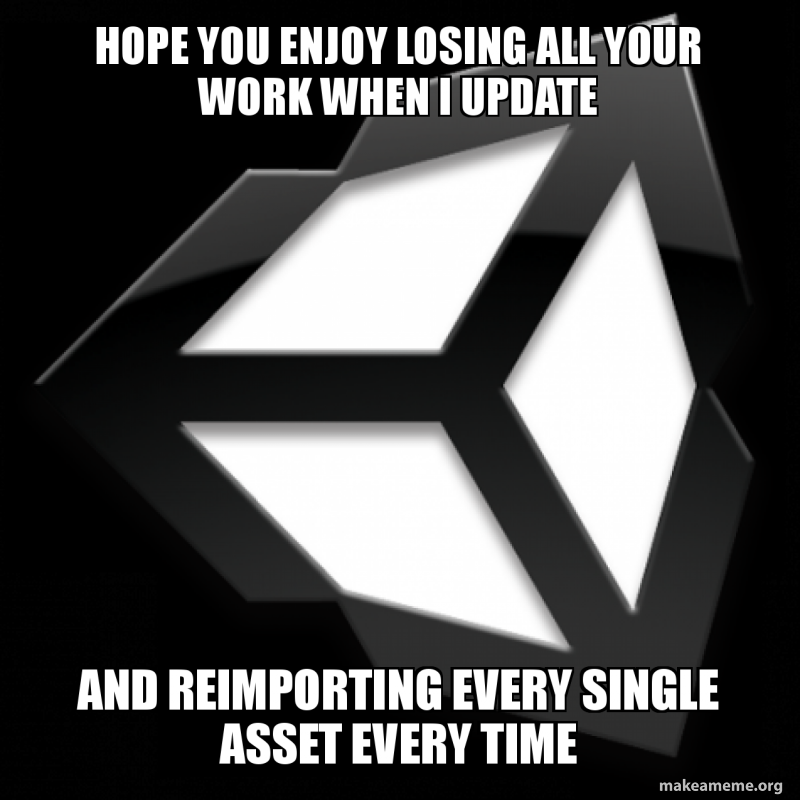 HOPE YOU ENJOY LOSING ALL YOUR
WORK WHEN I UPDATE
AND REIMPORTING EVERY SINGLE
ASSET EVERY TIME
makeameme.org